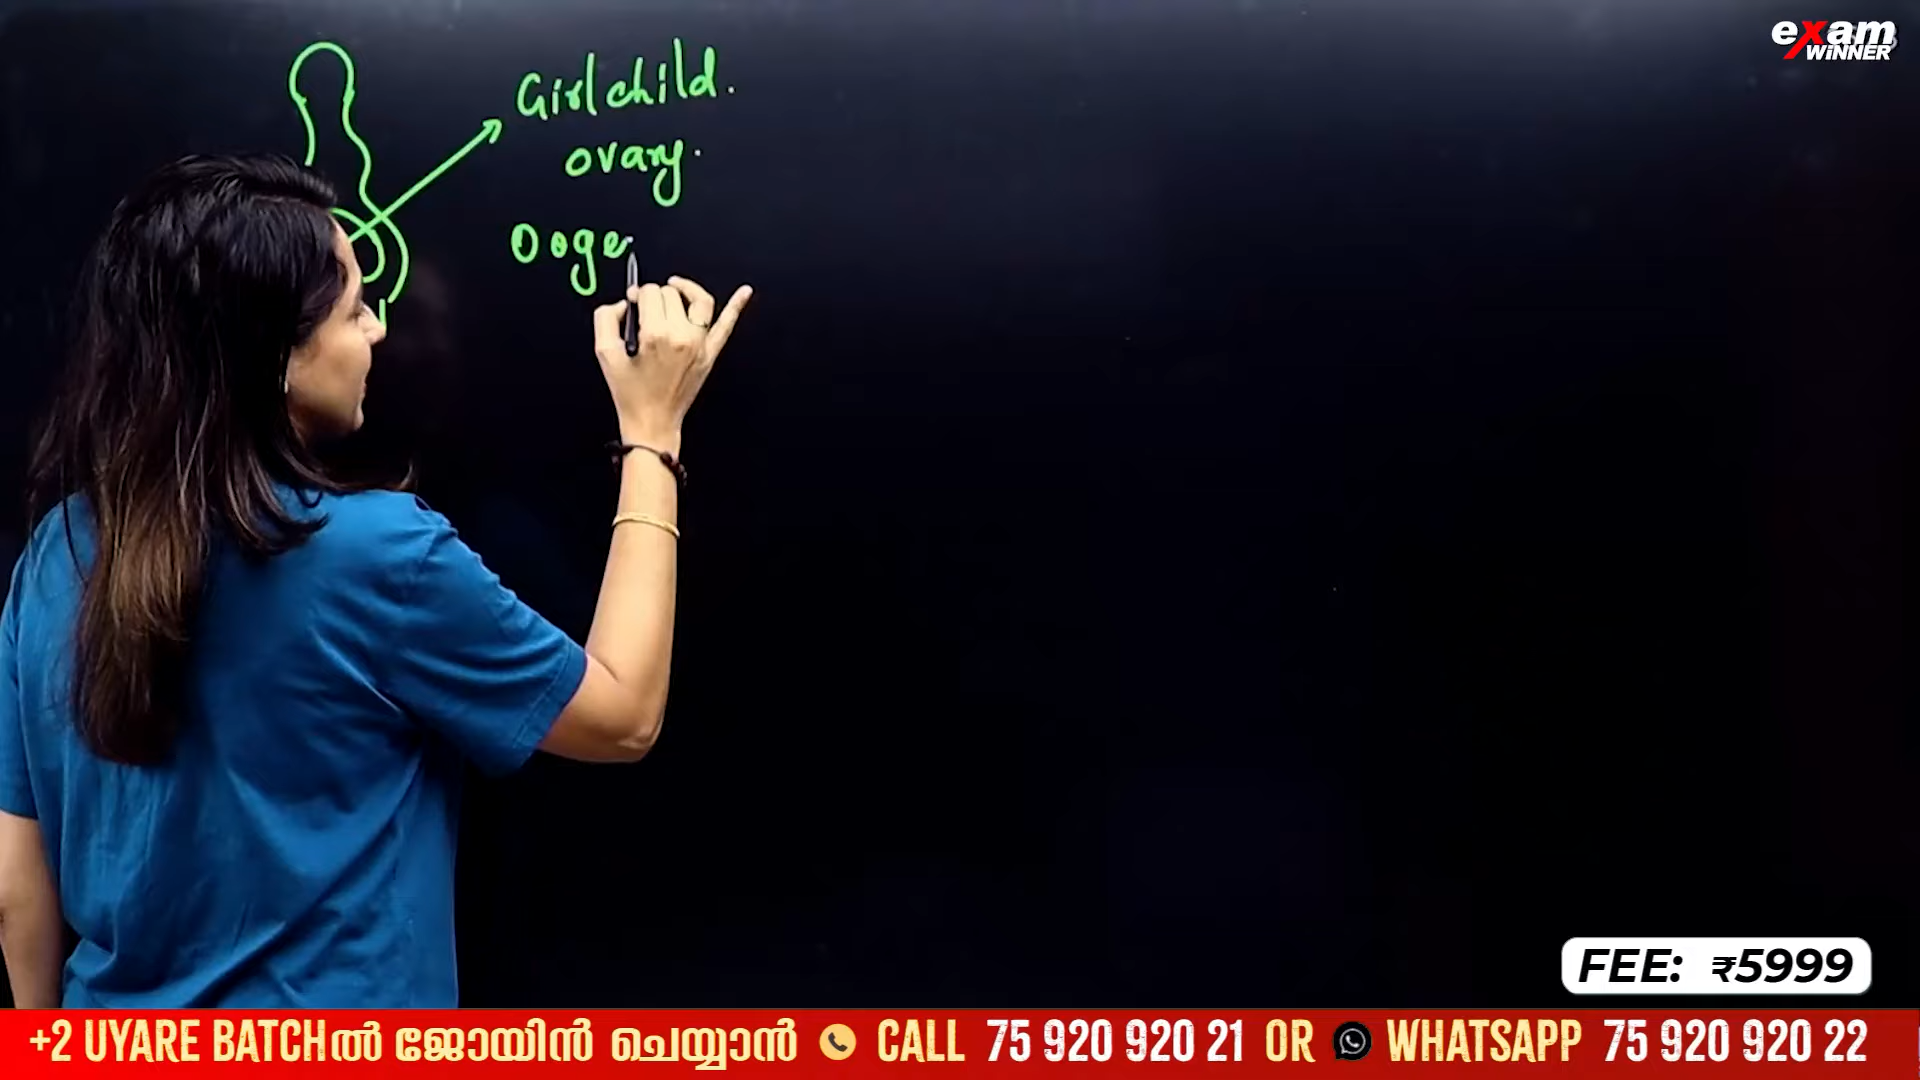 exam
WINNER
Girl child.
ovary.
Ooge
FEE: ₹5999
+2 UYARE BATCHൽ ജോയിൻ ചെയ്യാൻ CALL 75 920 920 21 OR WHATSAPP 75 920 920 22